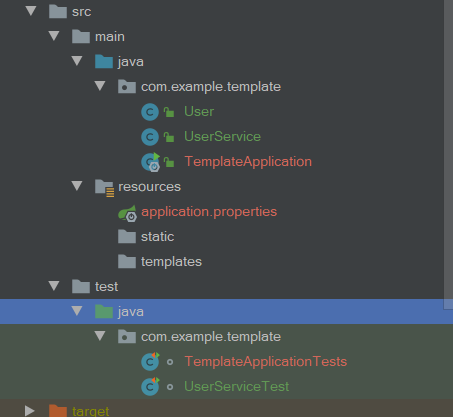 src
main
java
com.example.template
User
UserService
TemplateApplication
resources
application.properties
static
templates
test
java
com.example.template
TemplateApplicationTests
UserServiceTest
target